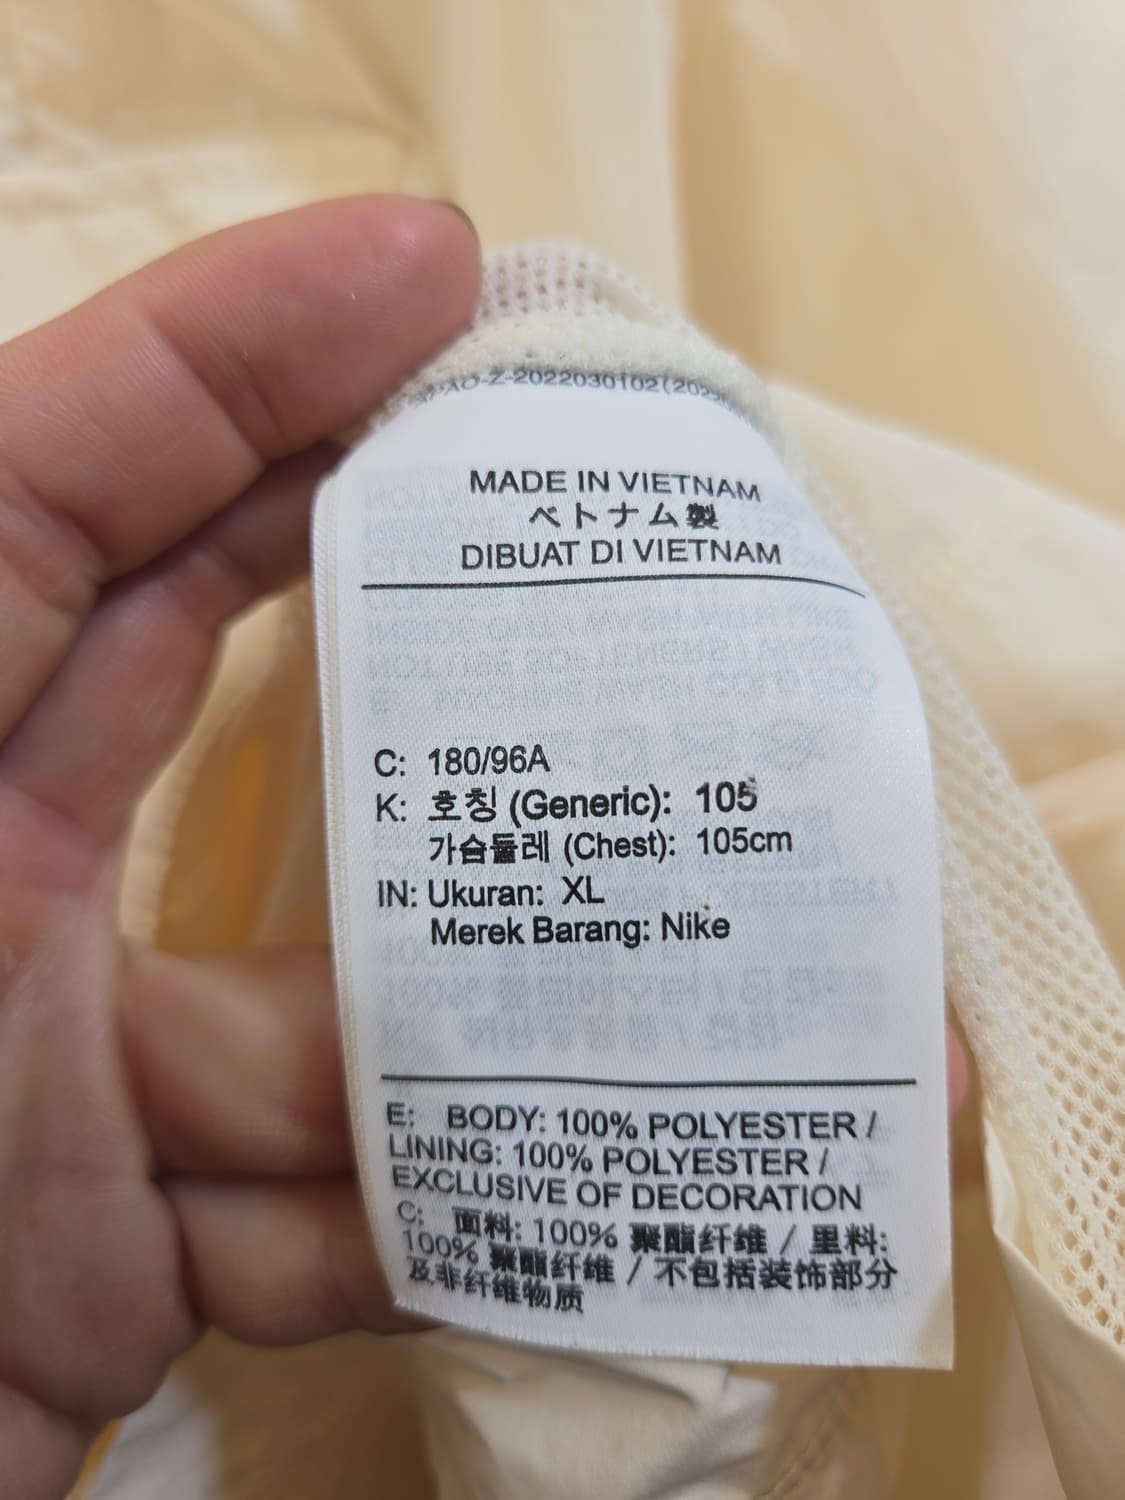 -Z-2022030102(2022
MADE IN VIETNAM
ベトナム製
DIBUAT DI VIETNAM
C: 180/96A
K: 호칭 (Generic): 105
가슴둘레 (Chest): 105cm
IN: Ukuran: XL
Merek Barang: Nike
E: BODY: 100% POLYESTER /
LINING: 100% POLYESTER /
EXCLUSIVE OF DECORATION
C: 面料: 100% 聚酯纤维 / 里料:
100% 聚酯纤维 / 不包括装饰部分
及非纤维物质